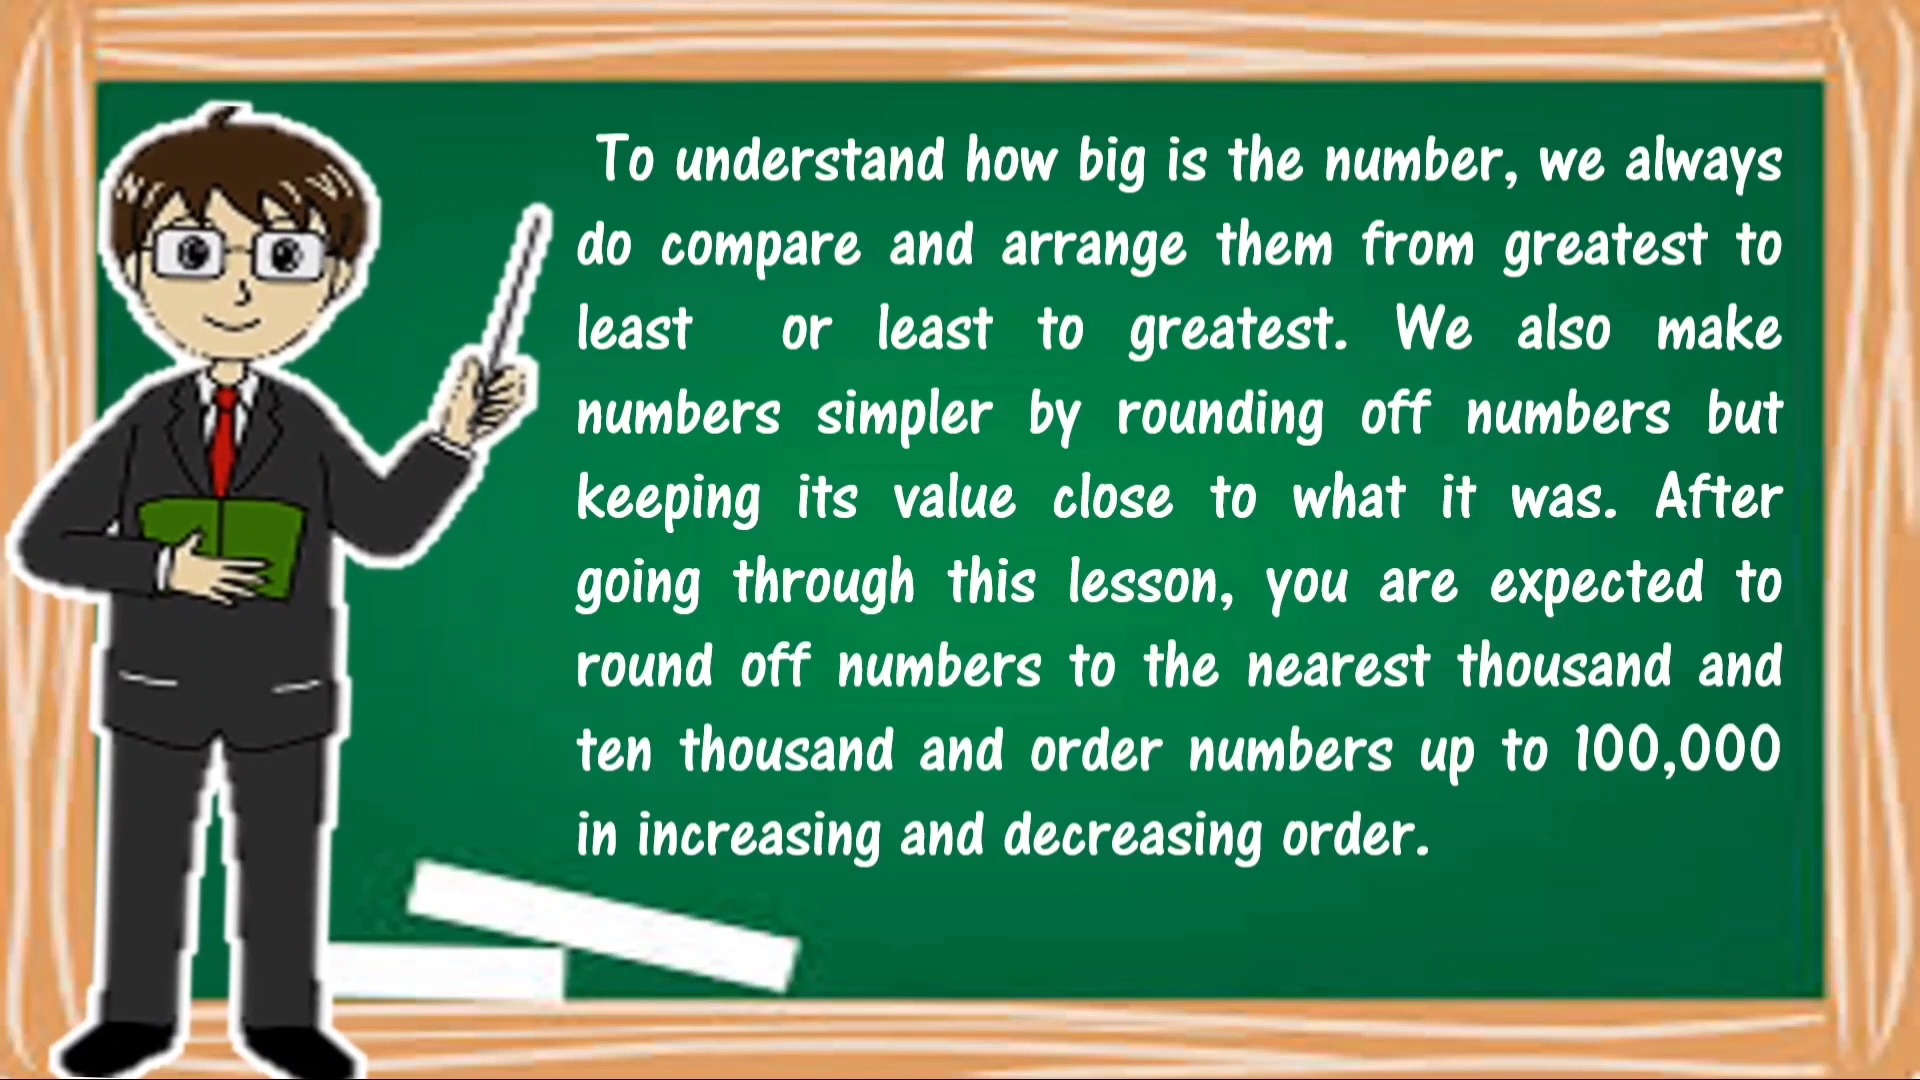 To understand how big is the number, we always
do compare and arrange them from greatest to
least or least to greatest. We also make
numbers simpler by rounding off numbers but
keeping its value close to what it was. After
going through this lesson, you are expected to
round off numbers to the nearest thousand and
ten thousand and order numbers up to 100,000
in increasing and decreasing order.